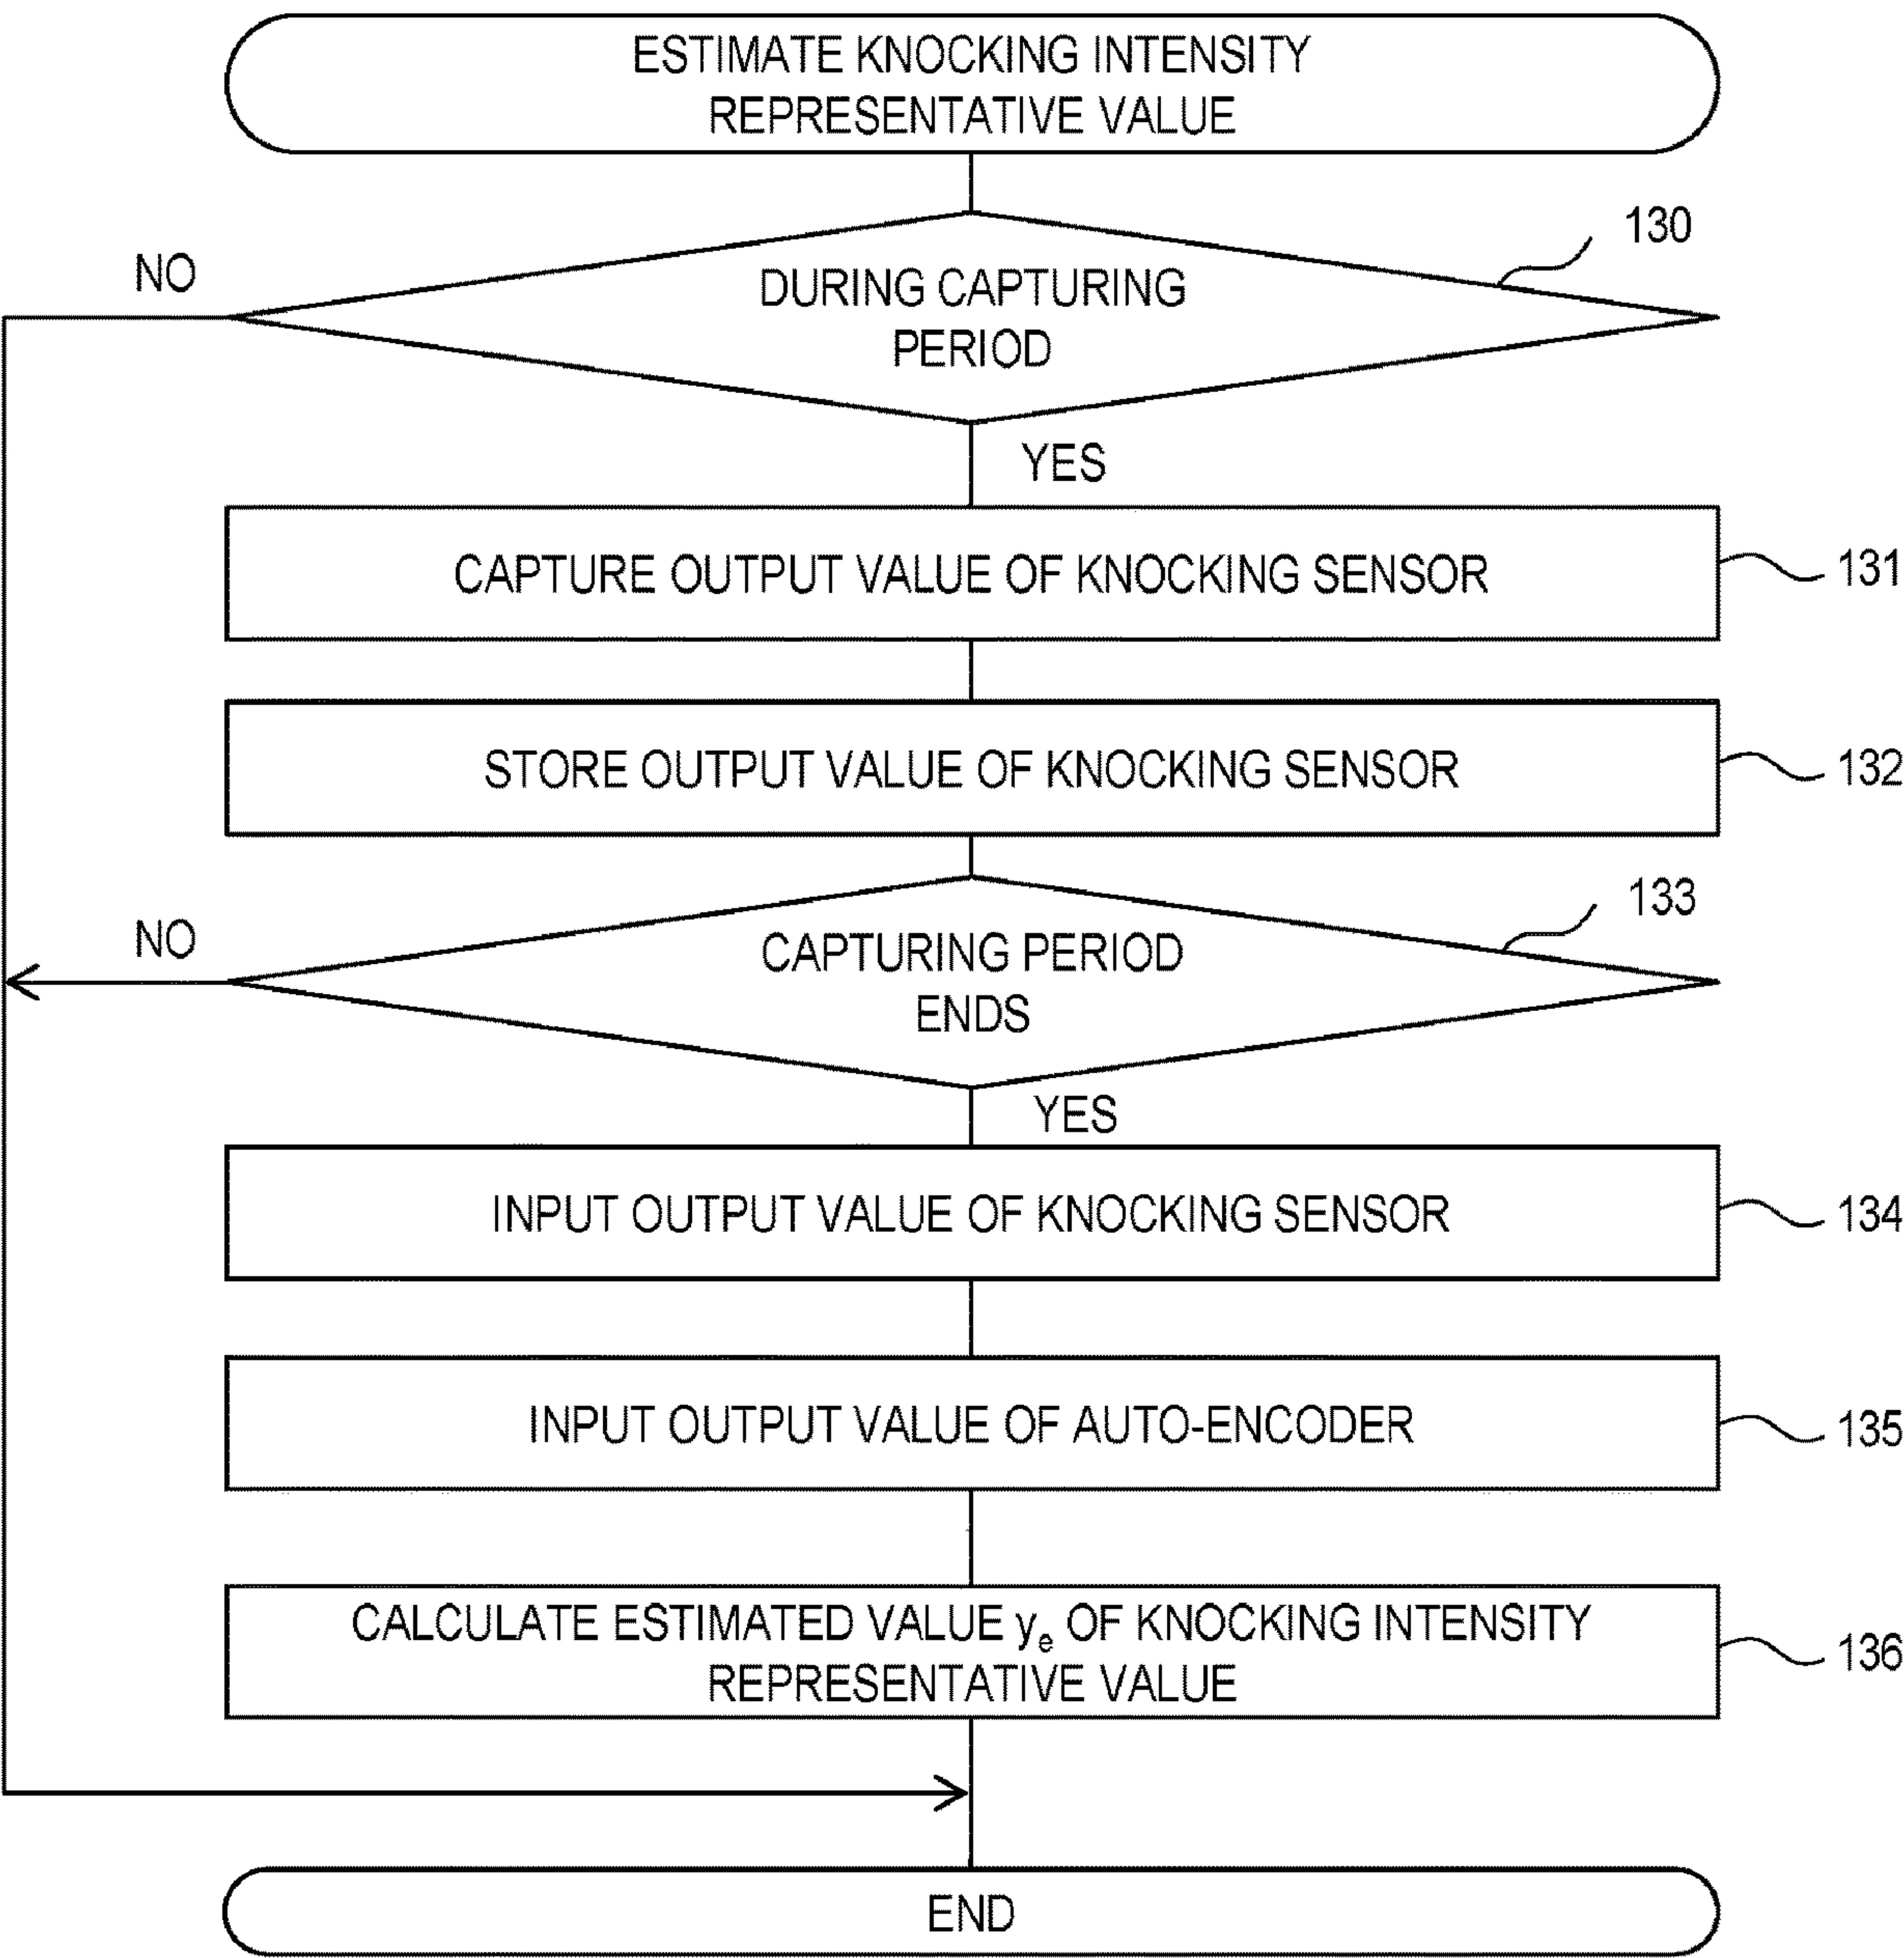 ESTIMATE KNOCKING INTENSITY
REPRESENTATIVE VALUE
130
NO
DURING CAPTURING
PERIOD
YES
CAPTURE OUTPUT VALUE OF KNOCKING SENSOR
131
STORE OUTPUT VALUE OF KNOCKING SENSOR
132
133
NO
CAPTURING PERIOD
ENDS
YES
INPUT OUTPUT VALUE OF KNOCKING SENSOR
134
INPUT OUTPUT VALUE OF AUTO-ENCODER
135
CALCULATE ESTIMATED VALUE ye OF KNOCKING INTENSITY
REPRESENTATIVE VALUE
136
END